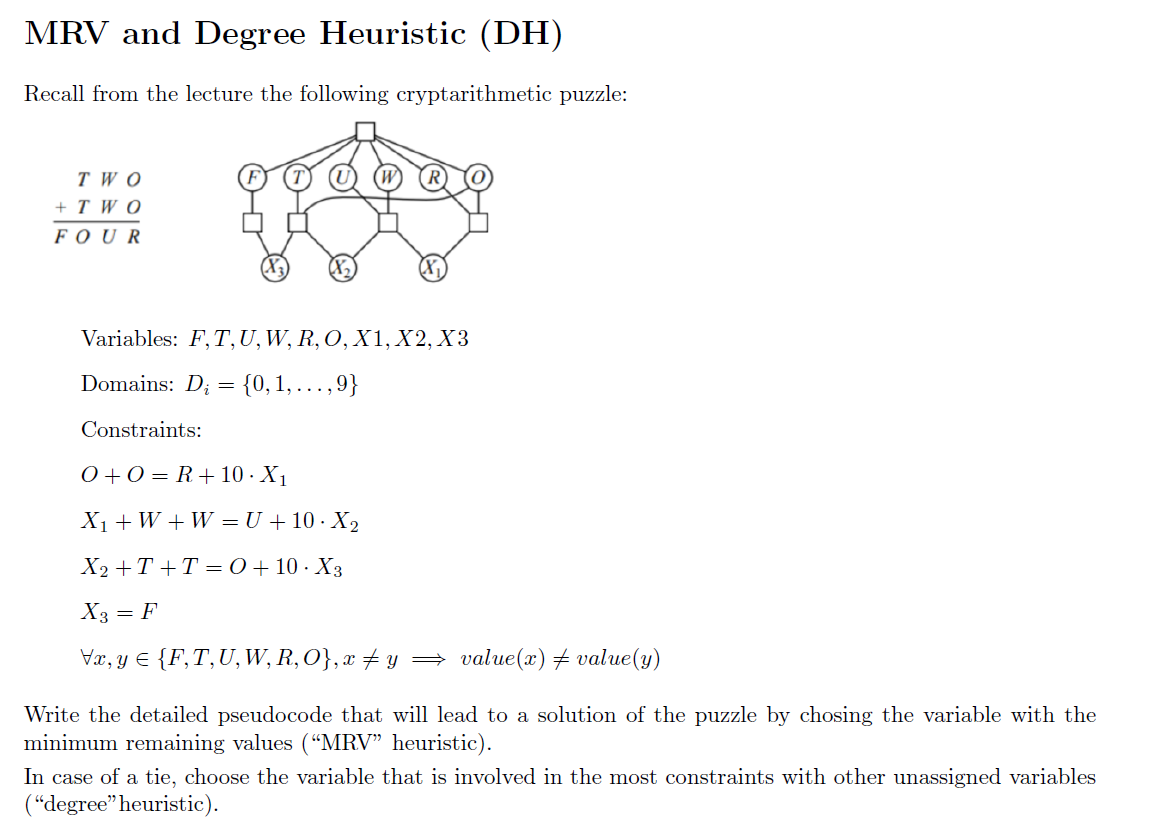 MRV and Degree Heuristic (DH)
Recall from the lecture the following cryptarithmetic puzzle:
T W O
+ T W O
F O U R
F T U W R O
X₃ X₂ X₁
Variables: F, T, U, W, R, O, X1, X2, X3
Domains: Dᵢ = {0, 1, . . . , 9}
Constraints:
O + O = R + 10 · X₁
X₁ + W + W = U + 10 · X₂
X₂ + T + T = O + 10 · X₃
X₃ = F
∀x, y ∈ {F, T, U, W, R, O}, x ≠ y ⟹ value(x) ≠ value(y)
Write the detailed pseudocode that will lead to a solution of the puzzle by chosing the variable with the
minimum remaining values (“MRV” heuristic).
In case of a tie, choose the variable that is involved in the most constraints with other unassigned variables
(“degree”heuristic).